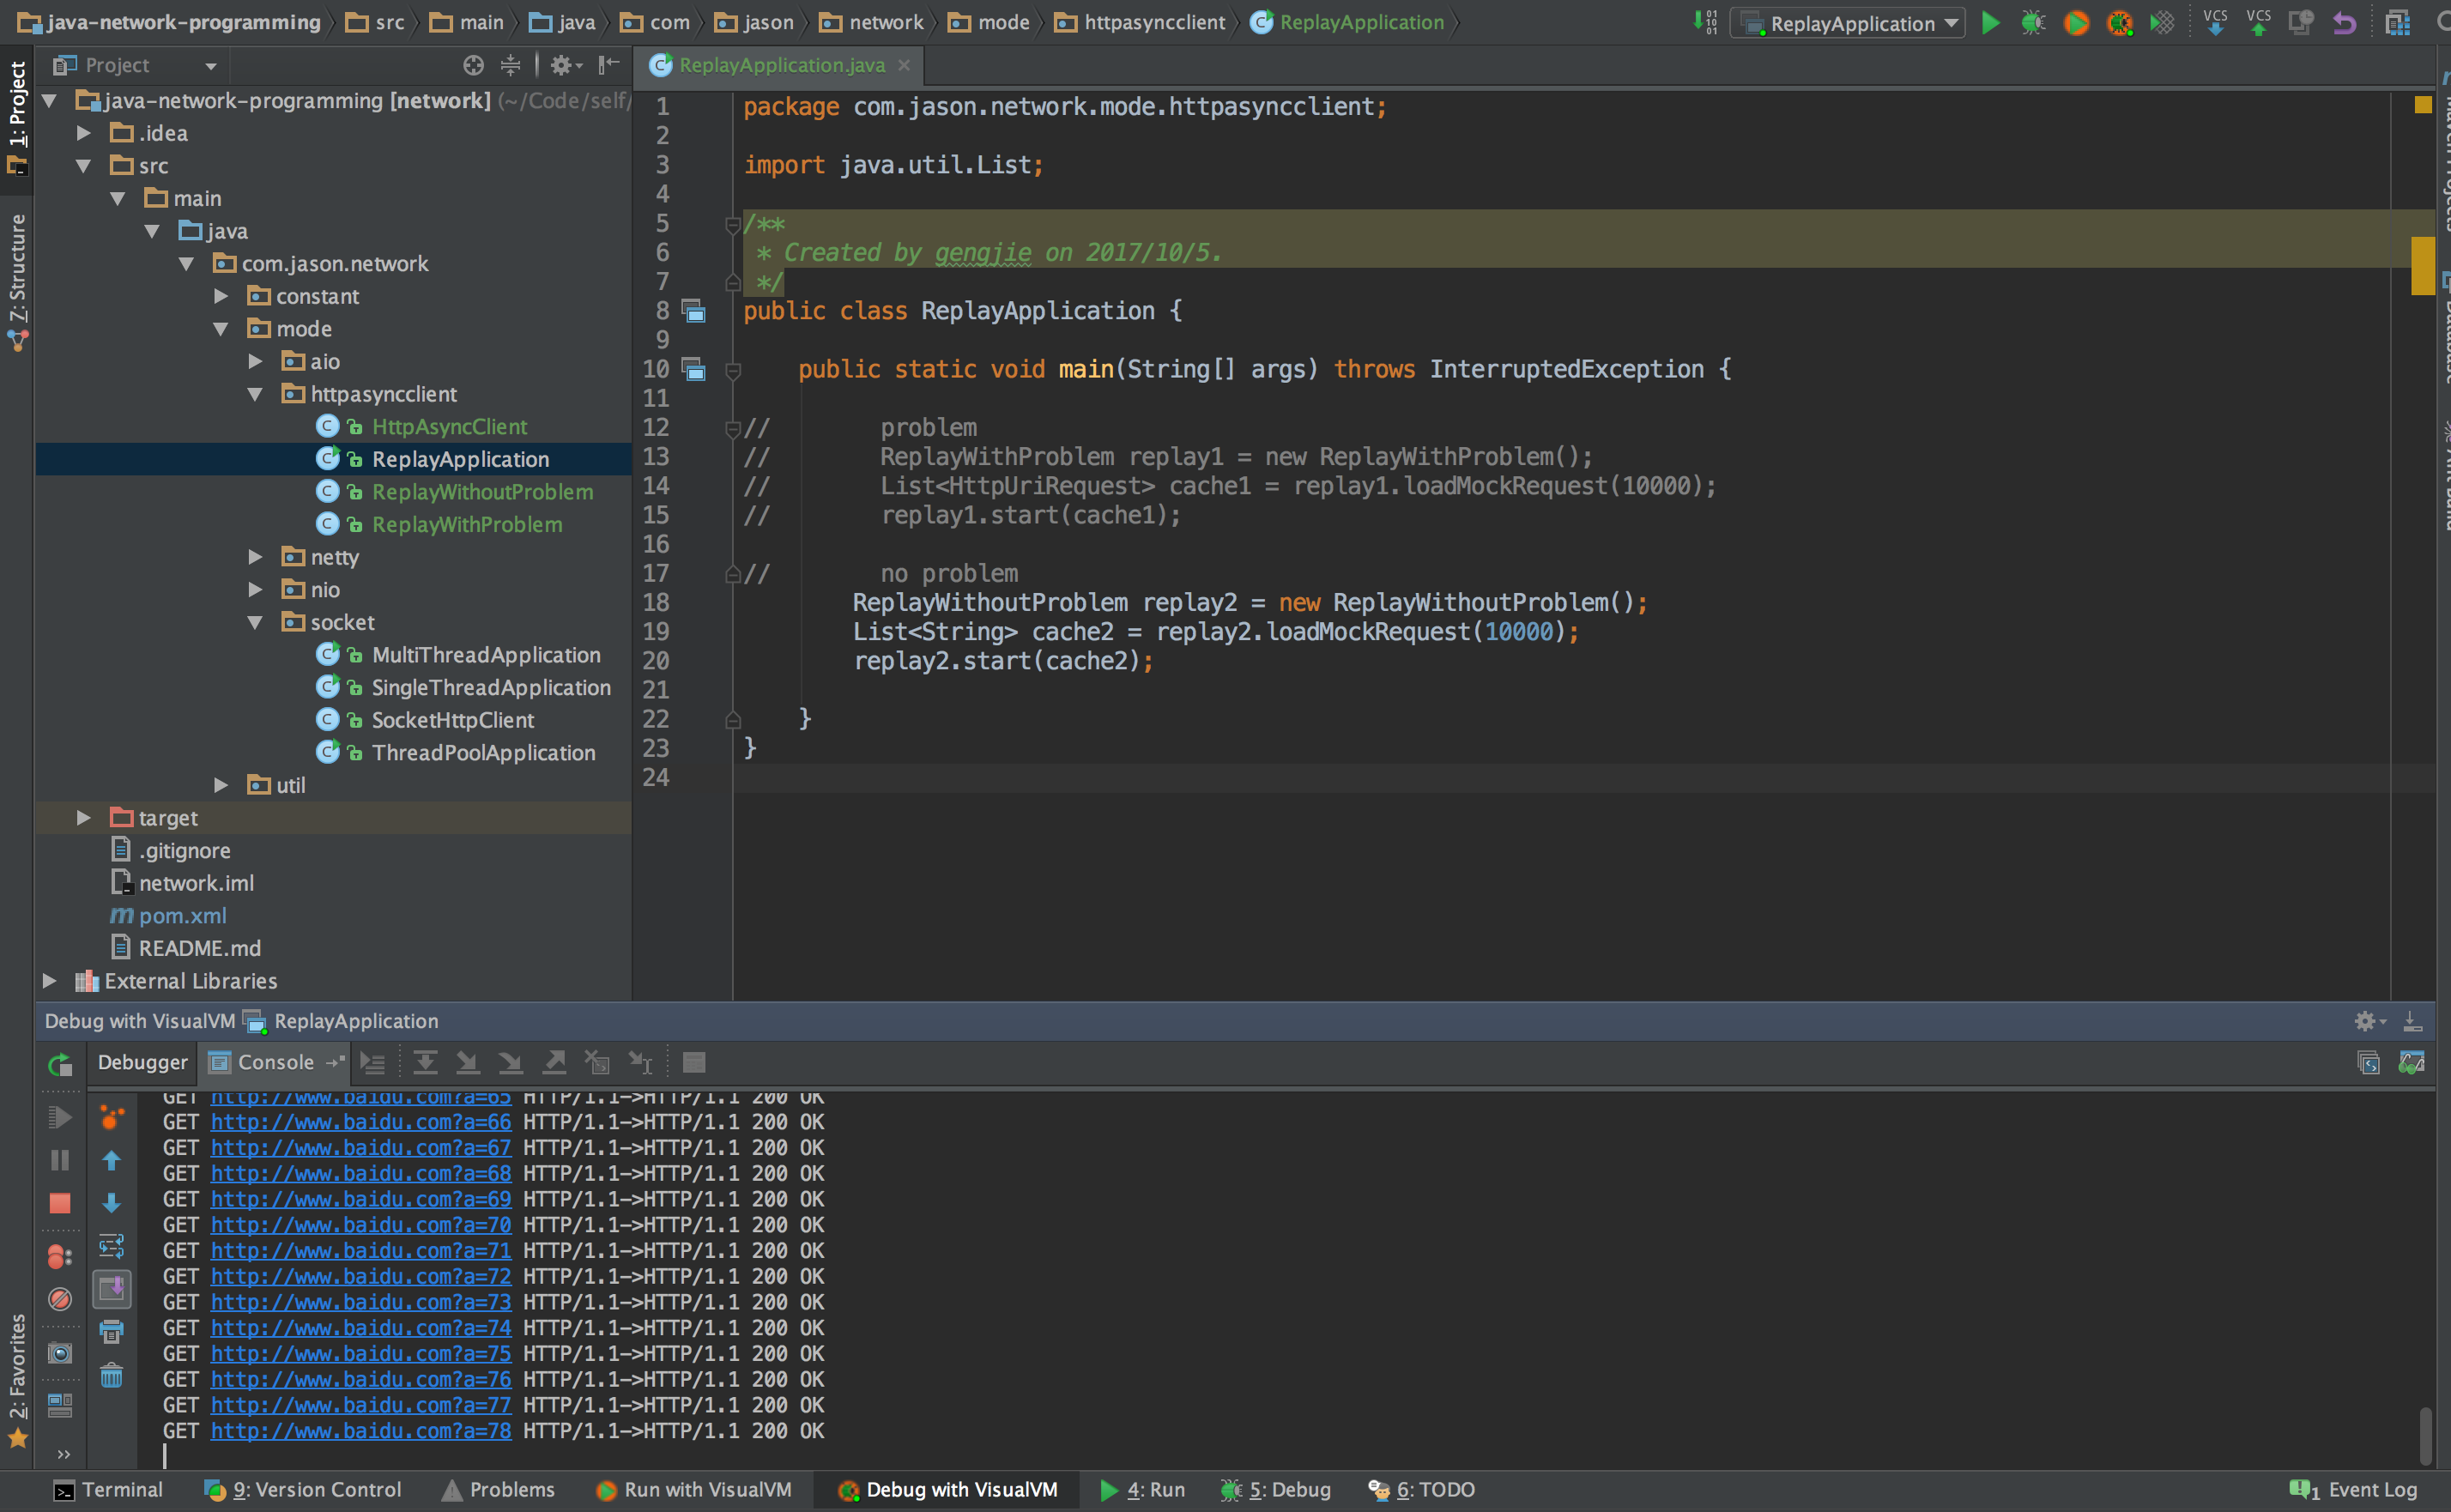 java-network-programming src main java com jason network mode httpasyncclient ReplayApplication
ReplayApplication
VCS VCS
1: Project
7: Structure
2: Favorites
Project
java-network-programming [network] (~/Code/self/
.idea
src
main
java
com.jason.network
constant
mode
aio
httpasyncclient
HttpAsyncClient
ReplayApplication
ReplayWithoutProblem
ReplayWithProblem
netty
nio
socket
MultiThreadApplication
SingleThreadApplication
SocketHttpClient
ThreadPoolApplication
util
target
.gitignore
network.iml
pom.xml
README.md
External Libraries
ReplayApplication.java
1 package com.jason.network.mode.httpasyncclient;
2
3 import java.util.List;
4
5 /**
6 * Created by gengjie on 2017/10/5.
7 */
8 public class ReplayApplication {
9
10 public static void main(String[] args) throws InterruptedException {
11
12 // problem
13 // ReplayWithProblem replay1 = new ReplayWithProblem();
14 // List<HttpUriRequest> cache1 = replay1.loadMockRequest(10000);
15 // replay1.start(cache1);
16
17 // no problem
18 ReplayWithoutProblem replay2 = new ReplayWithoutProblem();
19 List<String> cache2 = replay2.loadMockRequest(10000);
20 replay2.start(cache2);
21
22 }
23 }
24
Debug with VisualVM ReplayApplication
Debugger Console
GET http://www.baidu.com?a=65 HTTP/1.1->HTTP/1.1 200 OK
GET http://www.baidu.com?a=66 HTTP/1.1->HTTP/1.1 200 OK
GET http://www.baidu.com?a=67 HTTP/1.1->HTTP/1.1 200 OK
GET http://www.baidu.com?a=68 HTTP/1.1->HTTP/1.1 200 OK
GET http://www.baidu.com?a=69 HTTP/1.1->HTTP/1.1 200 OK
GET http://www.baidu.com?a=70 HTTP/1.1->HTTP/1.1 200 OK
GET http://www.baidu.com?a=71 HTTP/1.1->HTTP/1.1 200 OK
GET http://www.baidu.com?a=72 HTTP/1.1->HTTP/1.1 200 OK
GET http://www.baidu.com?a=73 HTTP/1.1->HTTP/1.1 200 OK
GET http://www.baidu.com?a=74 HTTP/1.1->HTTP/1.1 200 OK
GET http://www.baidu.com?a=75 HTTP/1.1->HTTP/1.1 200 OK
GET http://www.baidu.com?a=76 HTTP/1.1->HTTP/1.1 200 OK
GET http://www.baidu.com?a=77 HTTP/1.1->HTTP/1.1 200 OK
GET http://www.baidu.com?a=78 HTTP/1.1->HTTP/1.1 200 OK
Terminal 9: Version Control Problems Run with VisualVM Debug with VisualVM 4: Run 5: Debug 6: TODO 1 Event Log